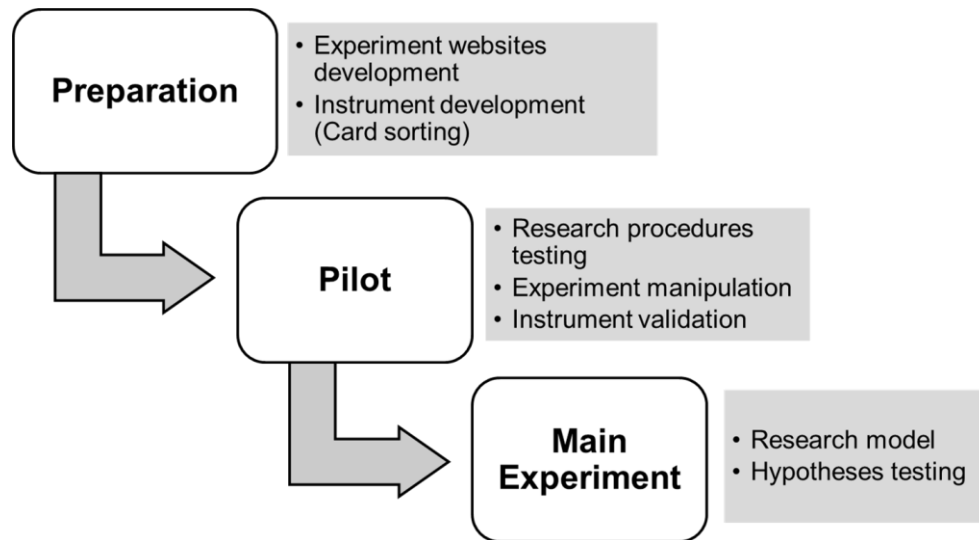 Preparation
• Experiment websites
development
• Instrument development
(Card sorting)
Pilot
• Research procedures
testing
• Experiment manipulation
• Instrument validation
Main
Experiment
• Research model
• Hypotheses testing